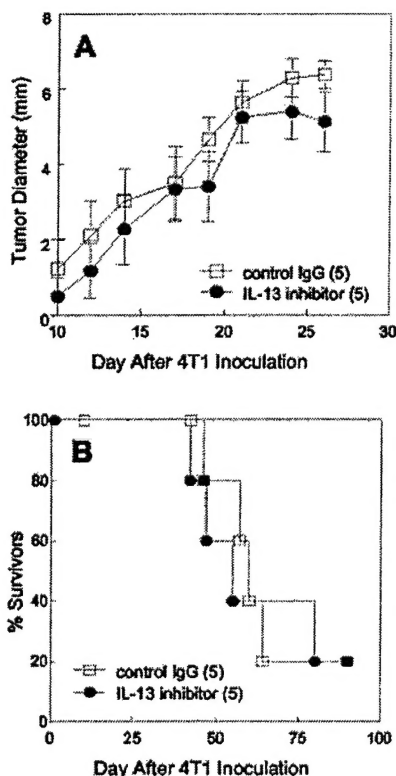 A
Tumor Diameter (mm)
8
6
4
2
0
control IgG (5)
IL-13 inhibitor (5)
10 15 20 25 30
Day After 4T1 Inoculation
B
% Survivors
100
80
60
40
20
0
control IgG (5)
IL-13 inhibitor (5)
0 25 50 75 100
Day After 4T1 Inoculation